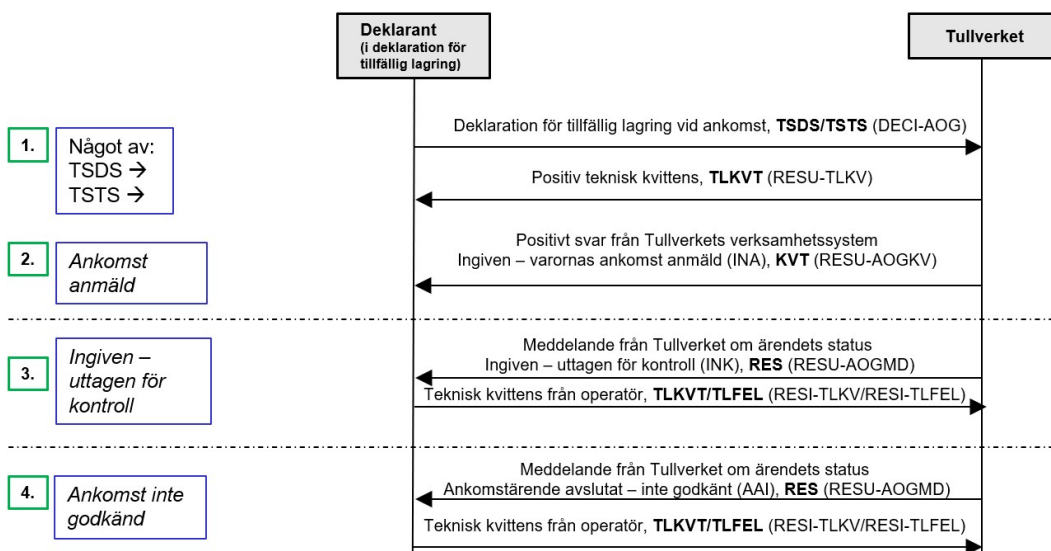 Deklarant
(i deklaration för
tillfällig lagring)
Tullverket
1.
Något av:
TSDS →
TSTS →
Deklaration för tillfällig lagring vid ankomst, TSDS/TSTS (DECI-AOG)
Positiv teknisk kvittens, TLKVT (RESU-TLKV)
2.
Ankomst
anmäld
Positivt svar från Tullverkets verksamhetssystem
Ingiven – varornas ankomst anmäld (INA), KVT (RESU-AOGKV)
3.
Ingiven –
uttagen för
kontroll
Meddelande från Tullverket om ärendets status
Ingiven – uttagen för kontroll (INK), RES (RESU-AOGMD)
Teknisk kvittens från operatör, TLKVT/TLFEL (RESI-TLKV/RESI-TLFEL)
4.
Ankomst inte
godkänd
Meddelande från Tullverket om ärendets status
Ankomstärende avslutat – inte godkänt (AAI), RES (RESU-AOGMD)
Teknisk kvittens från operatör, TLKVT/TLFEL (RESI-TLKV/RESI-TLFEL)